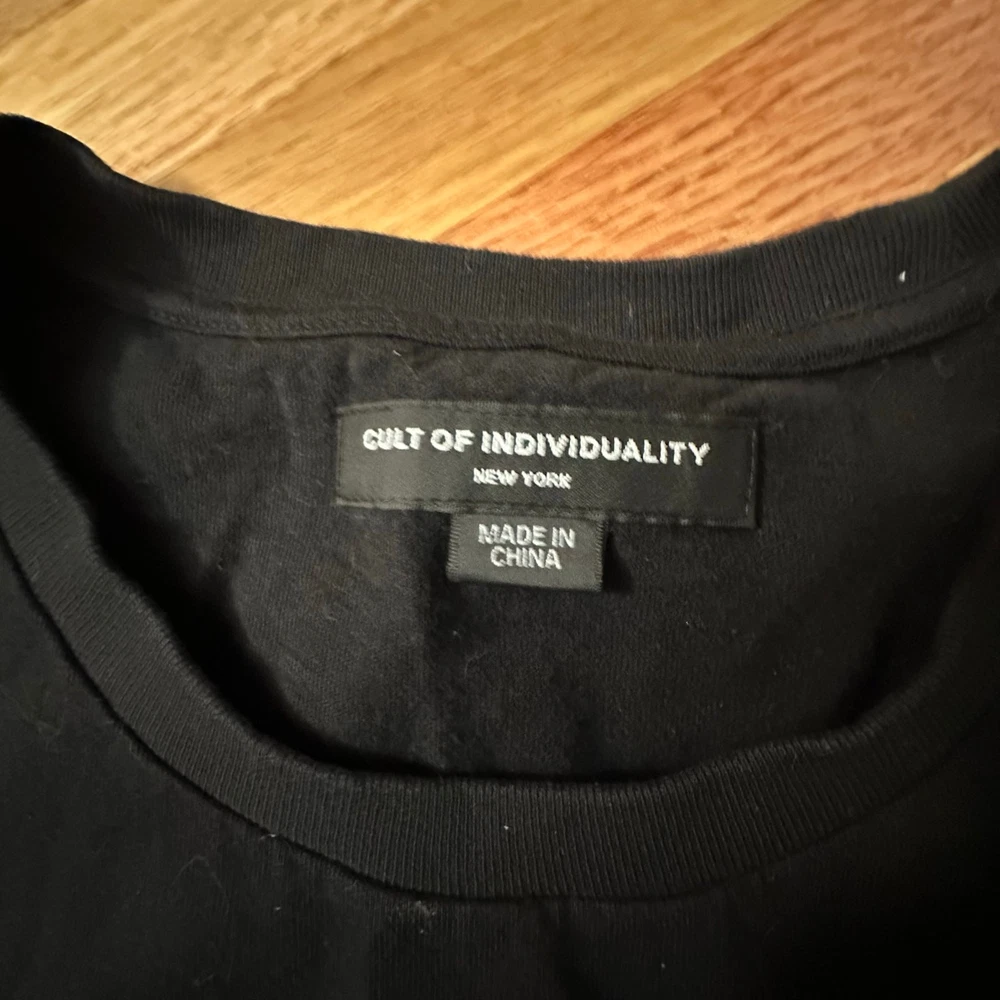 CULT OF INDIVIDUALITY
NEW YORK
MADE IN
CHINA